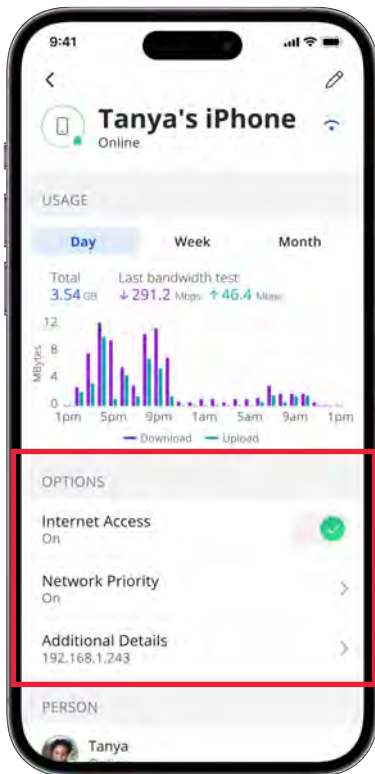 9:41
Tanya's iPhone
Online
USAGE
Day Week Month
Total Last bandwidth test
3.54 GB ↓291.2 Mbps ↑46.4 Mbps
12
8
4
0
MBytes
1pm 5pm 9pm 1am 5am 9am 1pm
Download Upload
OPTIONS
Internet Access
On
Network Priority
On
Additional Details
192.168.1.243
PERSON
Tanya